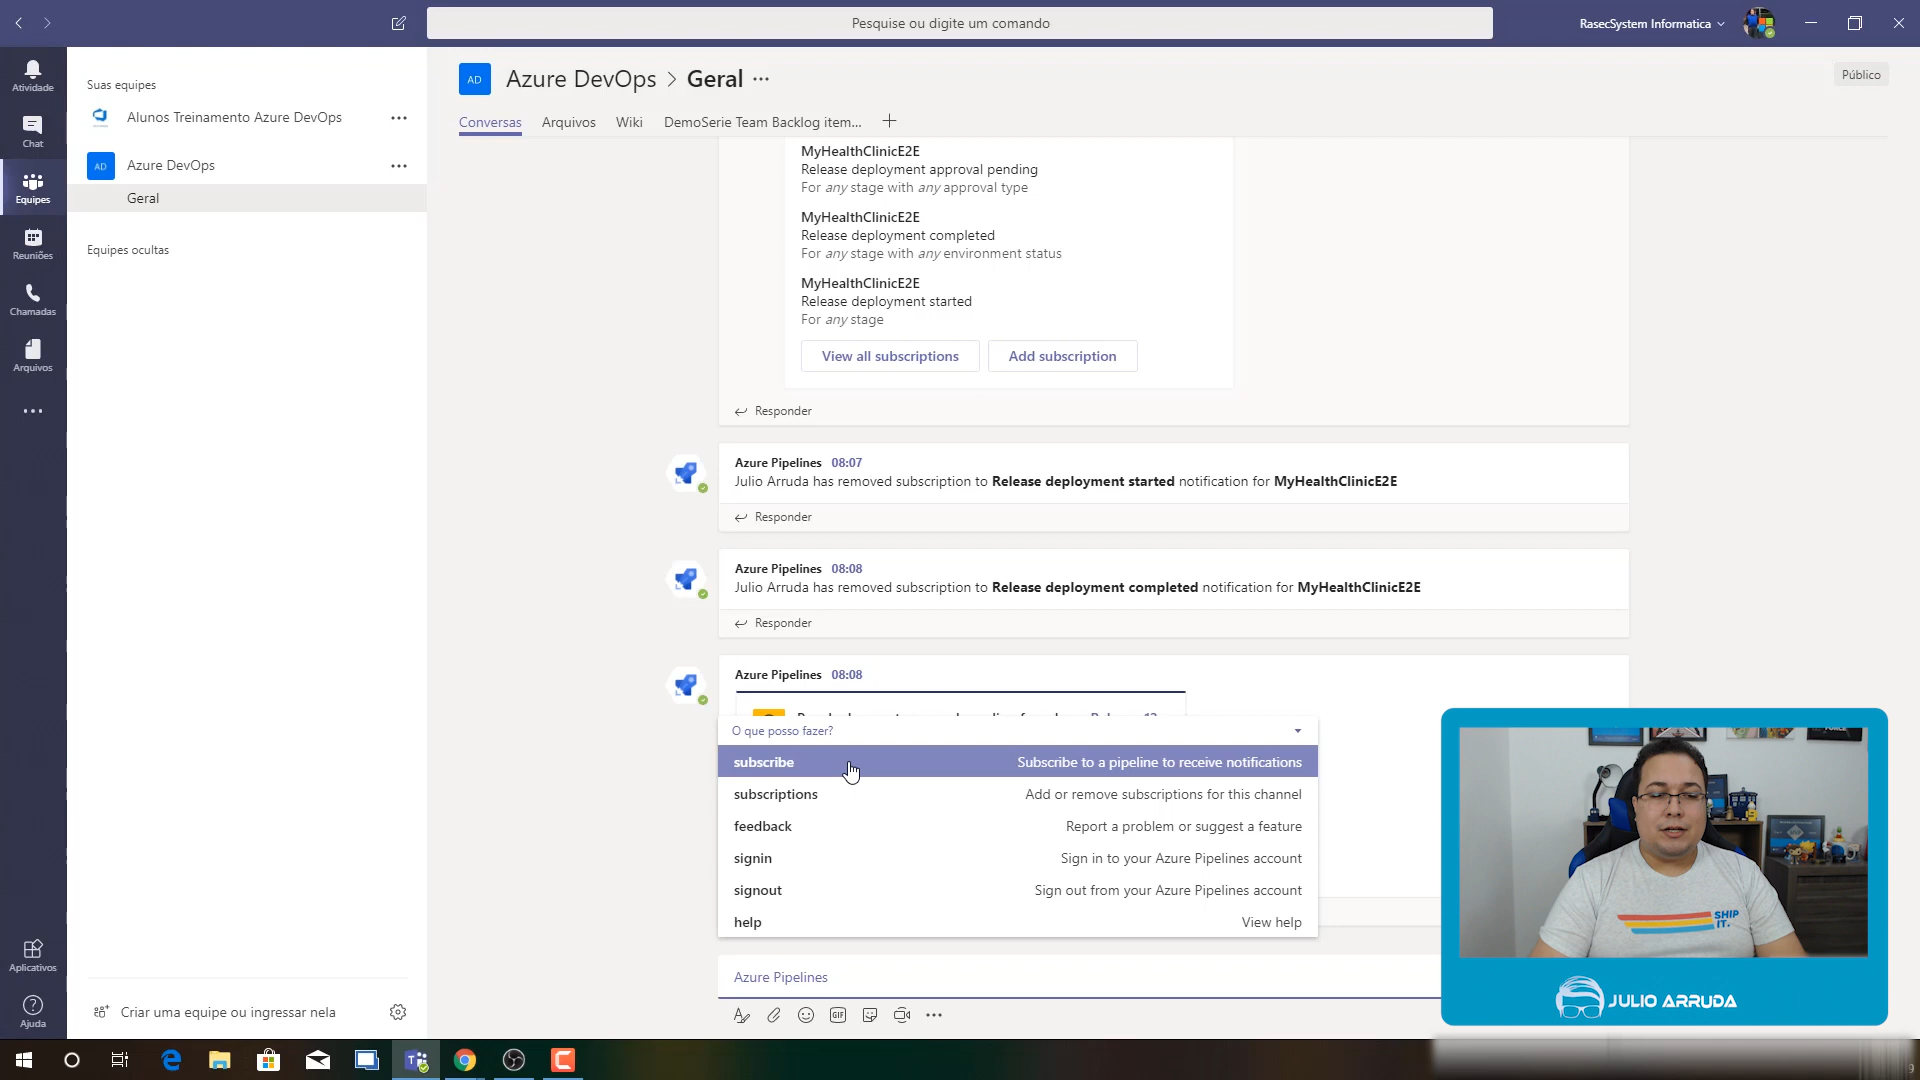 Pesquise ou digite um comando
RasecSystem Informatica
Atividade
Chat
Equipes
Reuniões
Chamadas
Arquivos
Aplicativos
Ajuda
Suas equipes
Alunos Treinamento Azure DevOps
AD
Azure DevOps
Geral
Equipes ocultas
Criar uma equipe ou ingressar nela
AD
Azure DevOps > Geral
Público
Conversas Arquivos Wiki DemoSerie Team Backlog item...
MyHealthClinicE2E
Release deployment approval pending
For any stage with any approval type
MyHealthClinicE2E
Release deployment completed
For any stage with any environment status
MyHealthClinicE2E
Release deployment started
For any stage
View all subscriptions
Add subscription
Responder
Azure Pipelines 08:07
Julio Arruda has removed subscription to Release deployment started notification for MyHealthClinicE2E
Responder
Azure Pipelines 08:08
Julio Arruda has removed subscription to Release deployment completed notification for MyHealthClinicE2E
Responder
Azure Pipelines 08:08
O que posso fazer?
subscribe Subscribe to a pipeline to receive notifications
subscriptions Add or remove subscriptions for this channel
feedback Report a problem or suggest a feature
signin Sign in to your Azure Pipelines account
signout Sign out from your Azure Pipelines account
help View help
Azure Pipelines
GIF
SHIP
IT.
JULIO ARRUDA